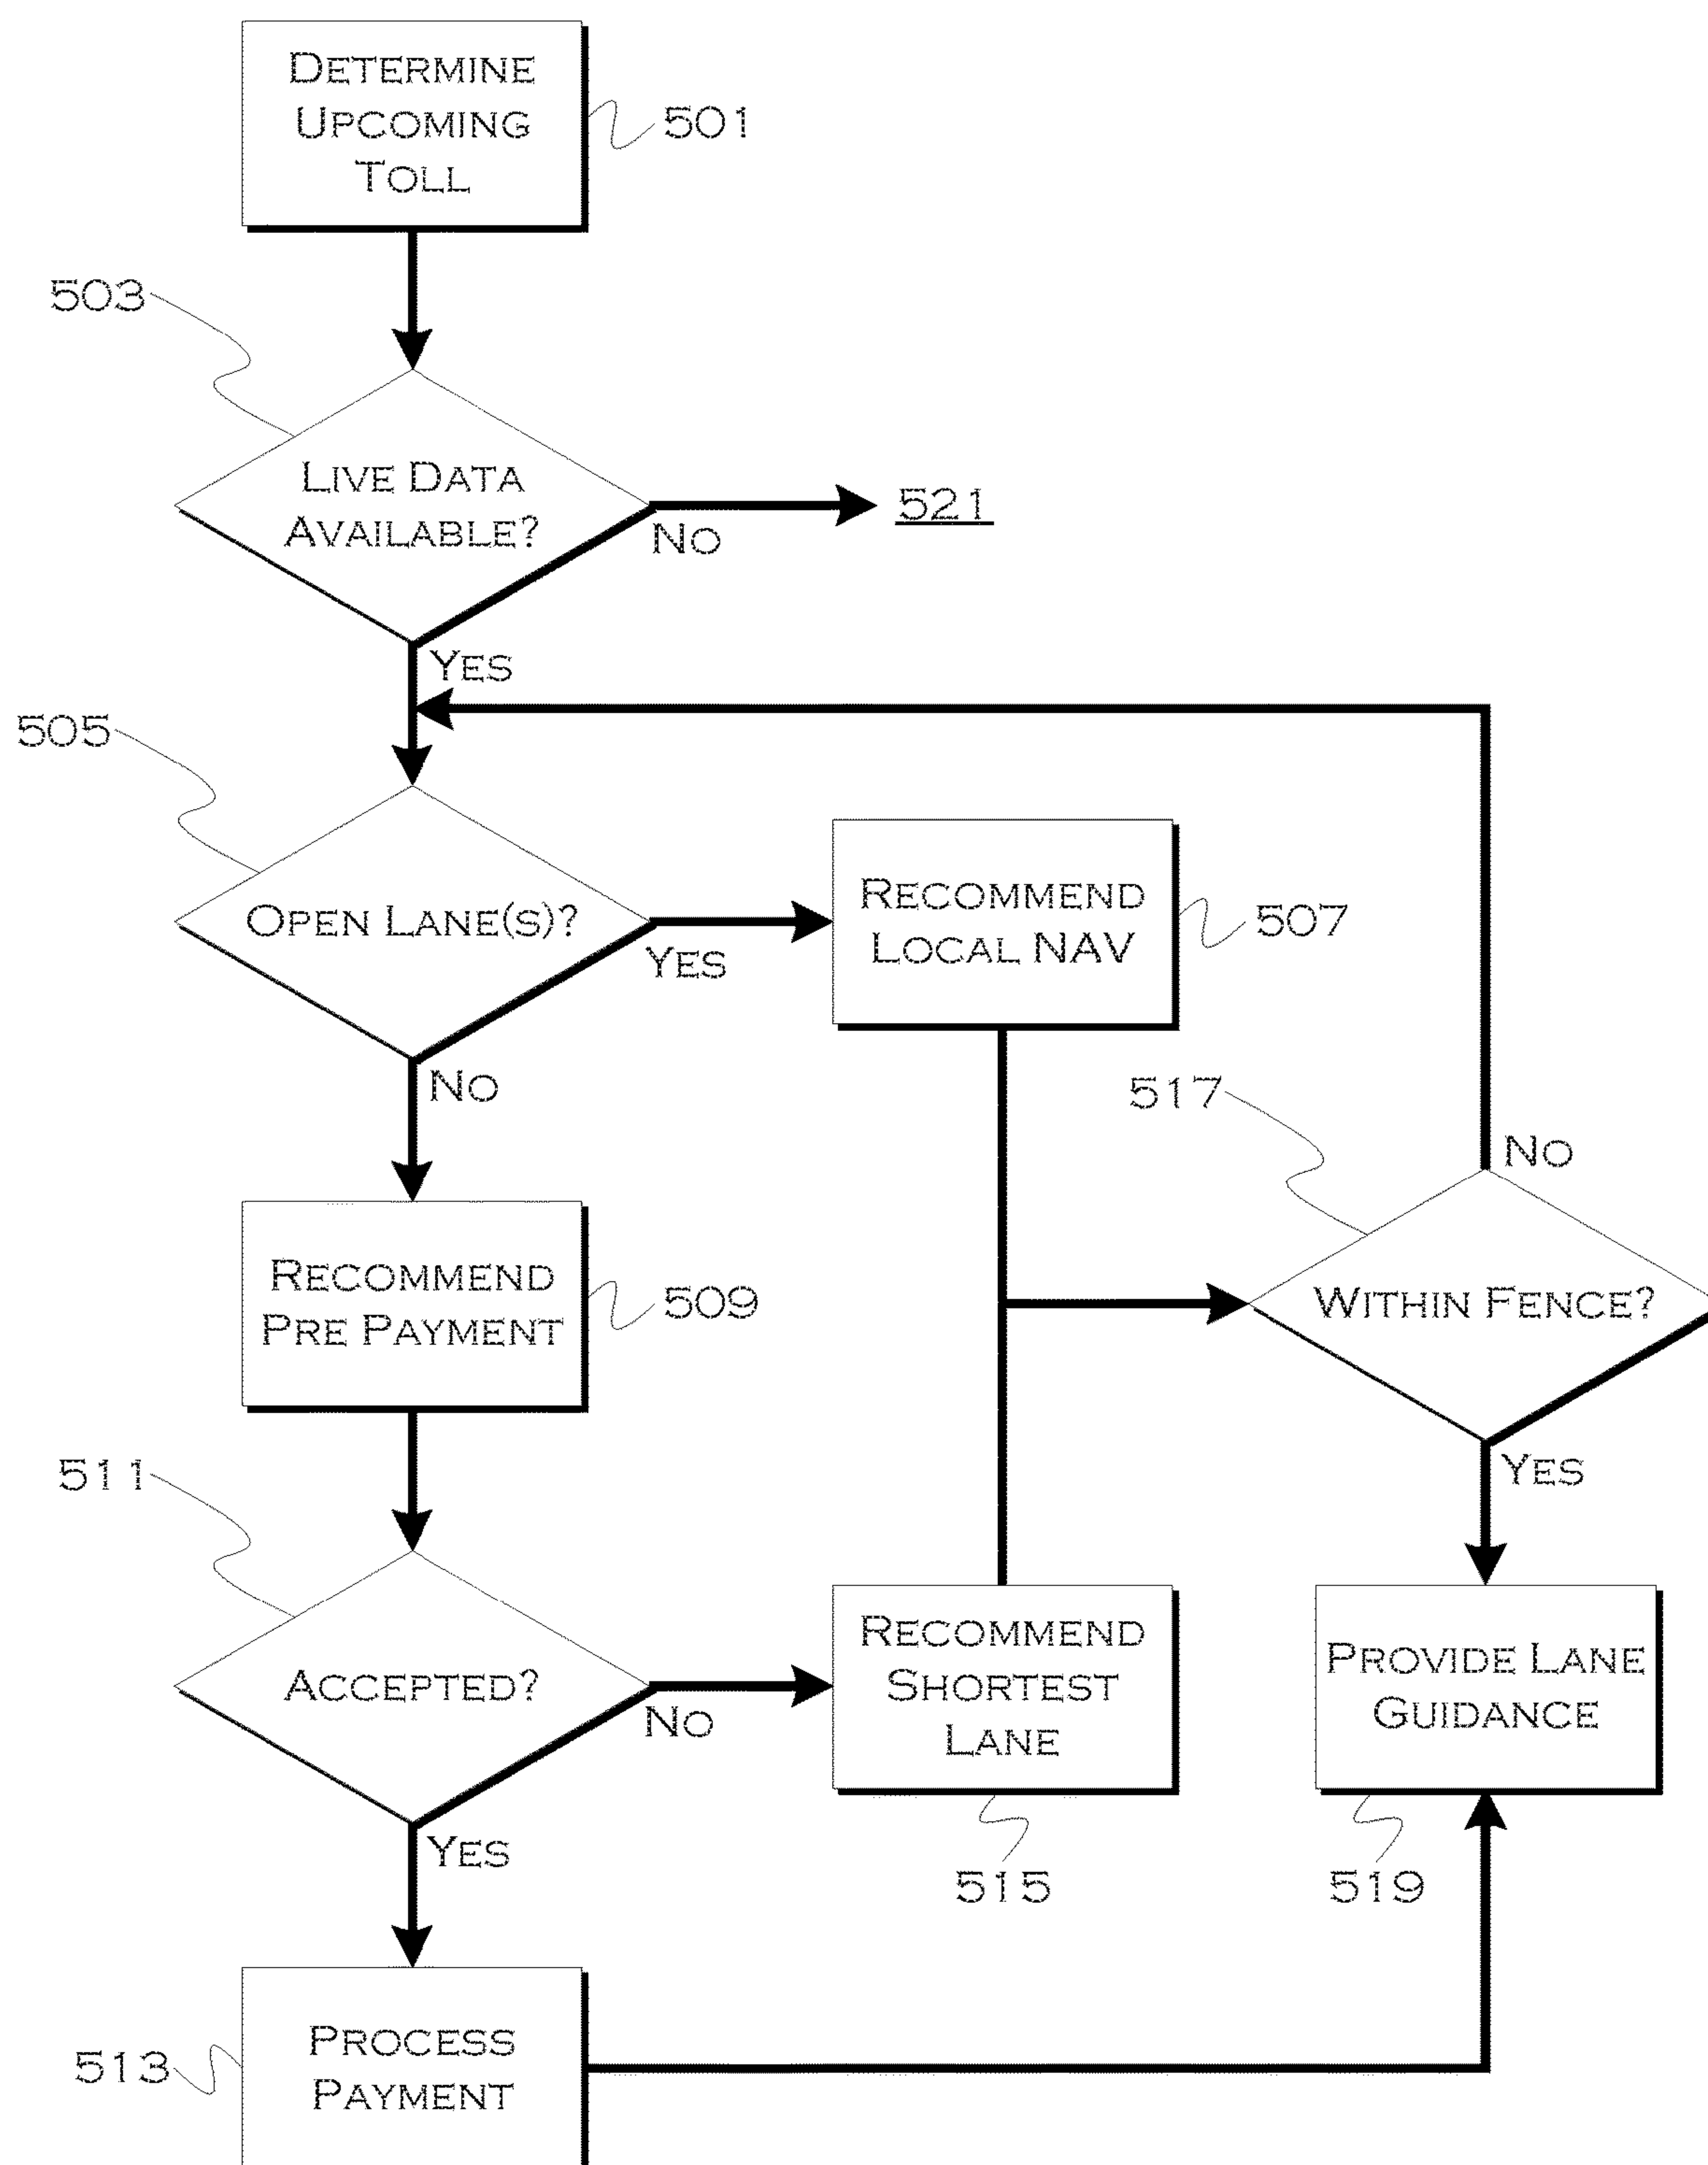 DETERMINE
UPCOMING
TOLL
501
503
LIVE DATA
AVAILABLE?
NO
521
YES
505
OPEN LANE(S)?
YES
RECOMMEND
LOCAL NAV
507
NO
517
NO
RECOMMEND
PRE PAYMENT
509
WITHIN FENCE?
YES
511
ACCEPTED?
NO
RECOMMEND
SHORTEST
LANE
515
PROVIDE LANE
GUIDANCE
519
YES
513
PROCESS
PAYMENT